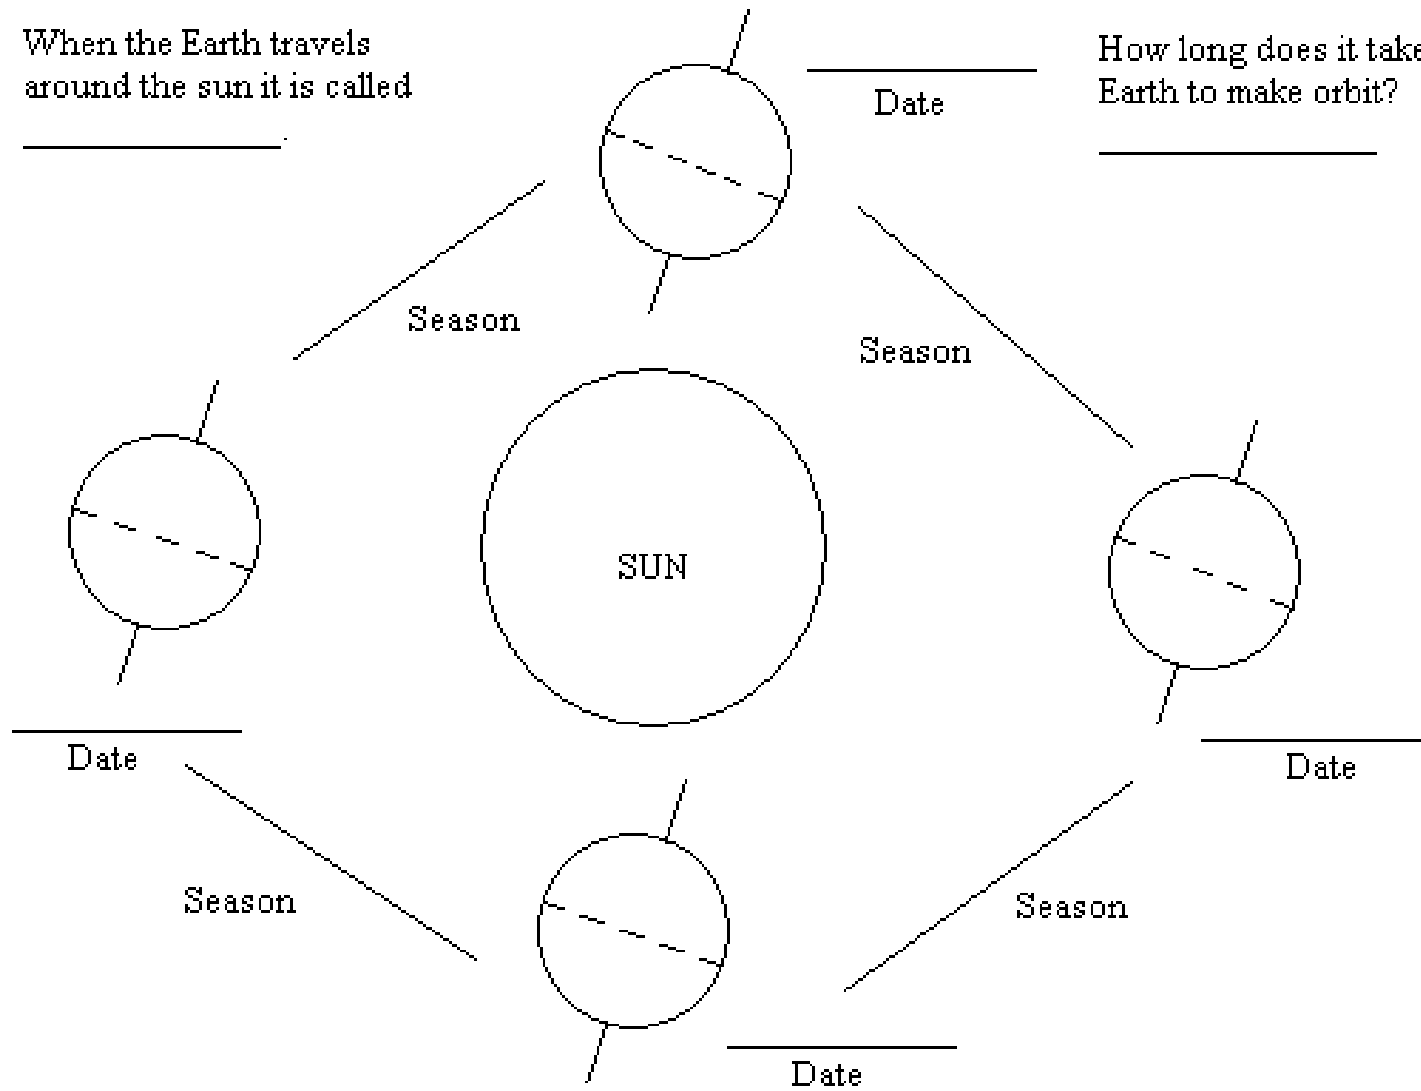 When the Earth travels
around the sun it is called
How long does it take
Earth to make orbit?
Date
Season
Season
SUN
Date
Date
Season
Season
Date